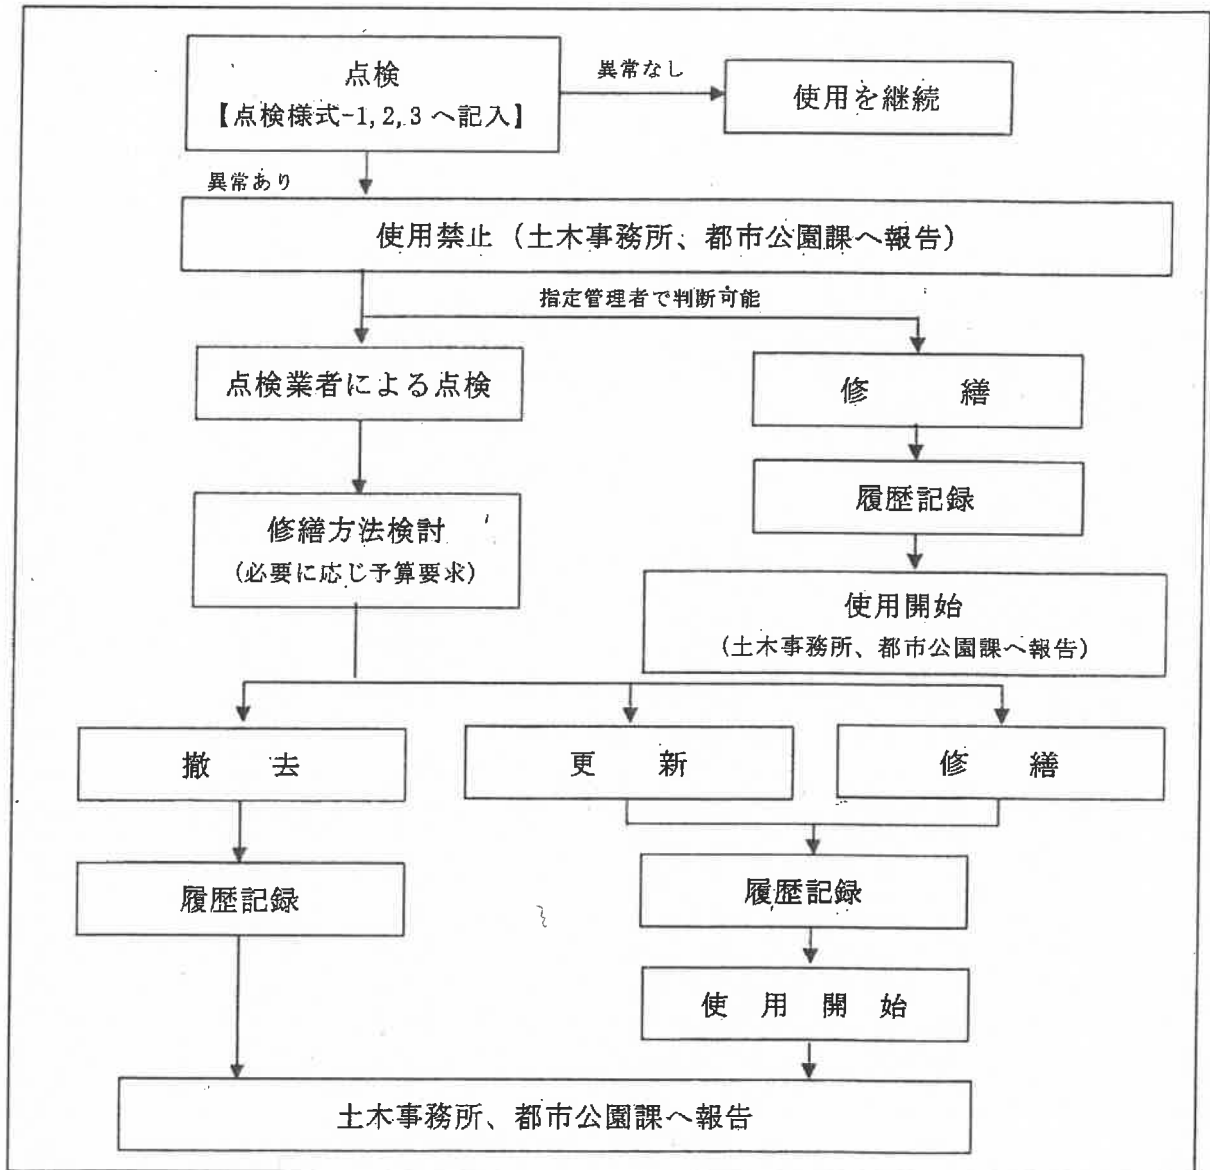 点検
異常なし
使用を継続
【点検様式-1,2,3へ記入】
異常あり
使用禁止（土木事務所、都市公園課へ報告）
指定管理者で判断可能
点検業者による点検
修　繕
履歴記録
修繕方法検討
（必要に応じ予算要求）
使用開始
（土木事務所、都市公園課へ報告）
撤　去
更　新
修　繕
履歴記録
履歴記録
使　用　開　始
土木事務所、都市公園課へ報告